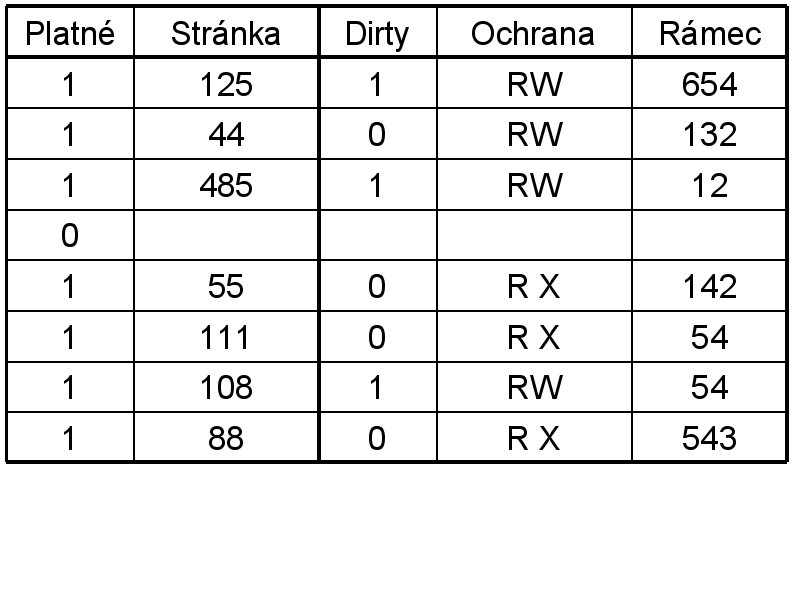 Platné Stránka Dirty Ochrana Rámec
1 125 1 RW 654
1 44 0 RW 132
1 485 1 RW 12
0
1 55 0 R X 142
1 111 0 R X 54
1 108 1 RW 54
1 88 0 R X 543